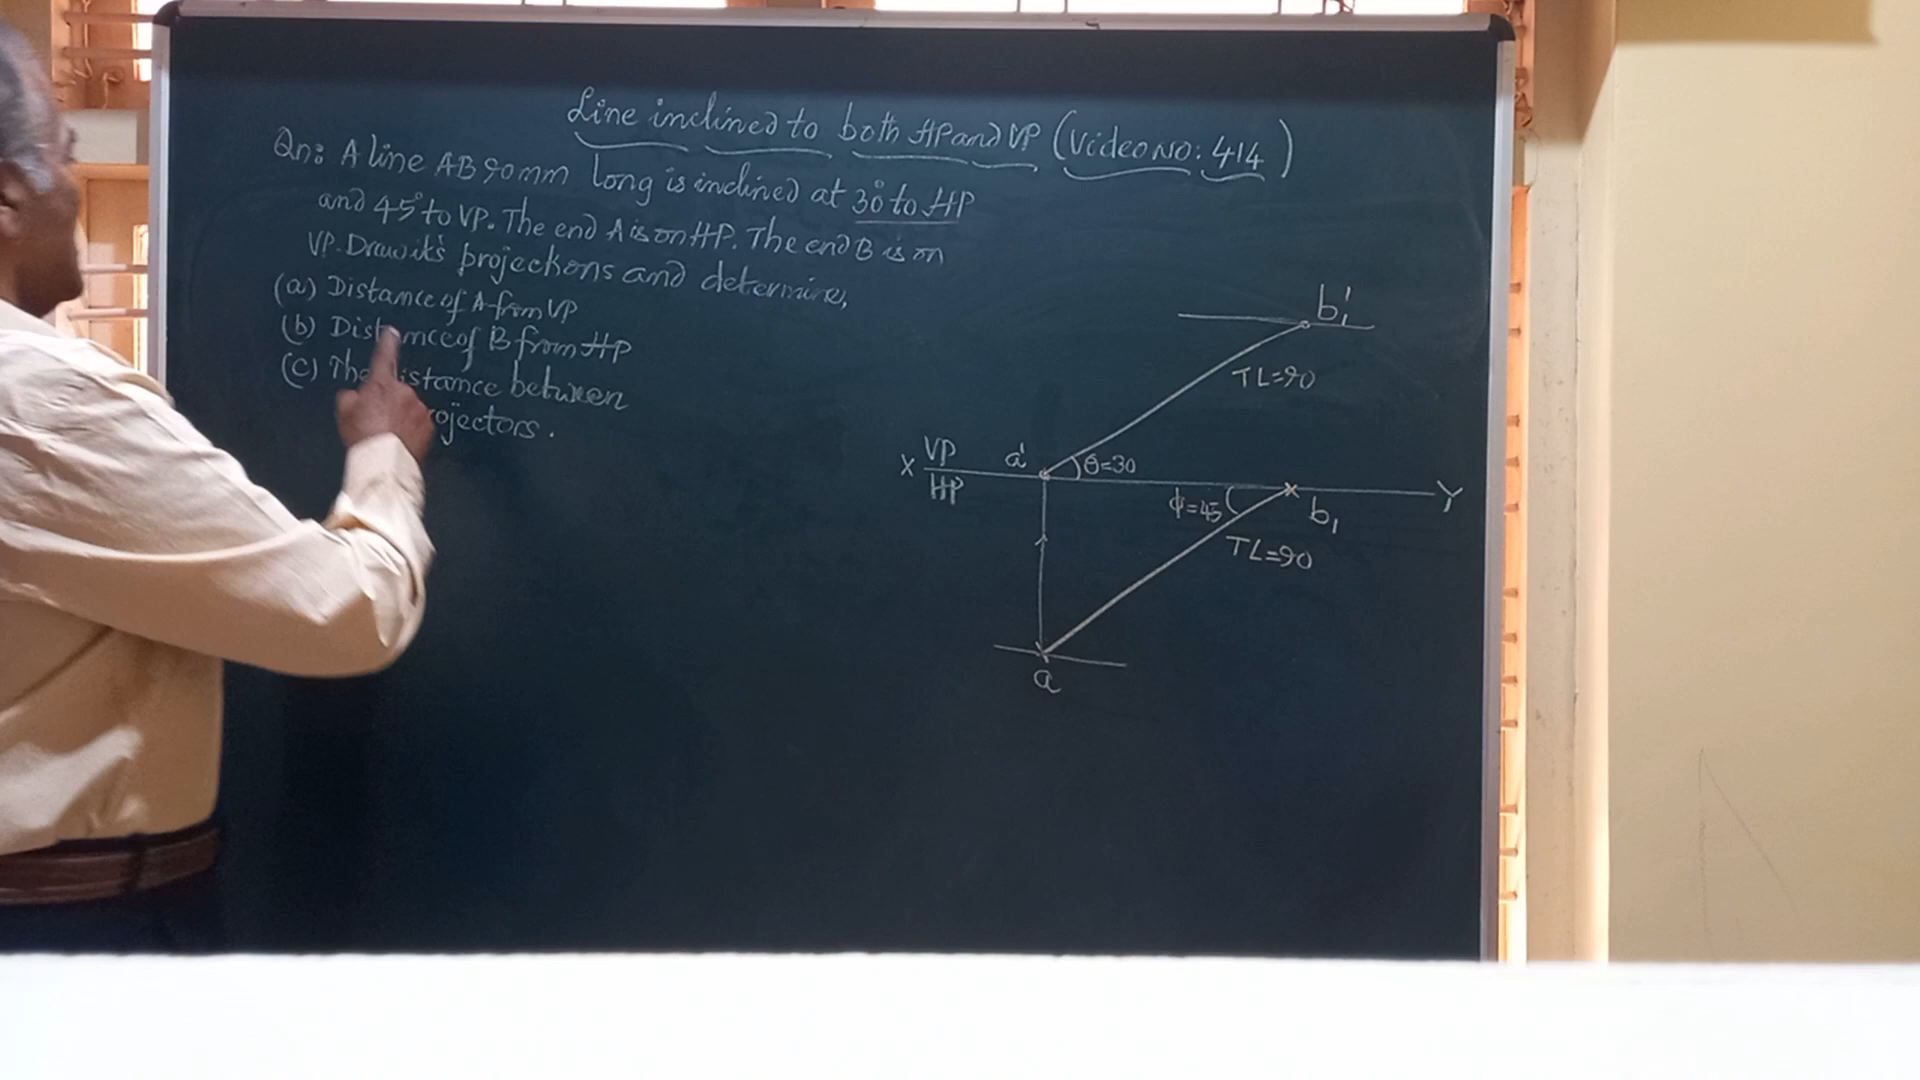 Line inclined to both HP and VP (Video No: 414)
Qn: A line AB 90mm long is inclined at 30° to HP
and 45° to VP. The end A is on HP. The end B is on
VP. Draw it's projections and determine,
(a) Distance of A from VP
(b) Distance of B from HP
(c) The distance between
ojectors.
b₁'
TL=90
X VP a' θ=30
HP
Y
ϕ=45 b₁
TL=90
a